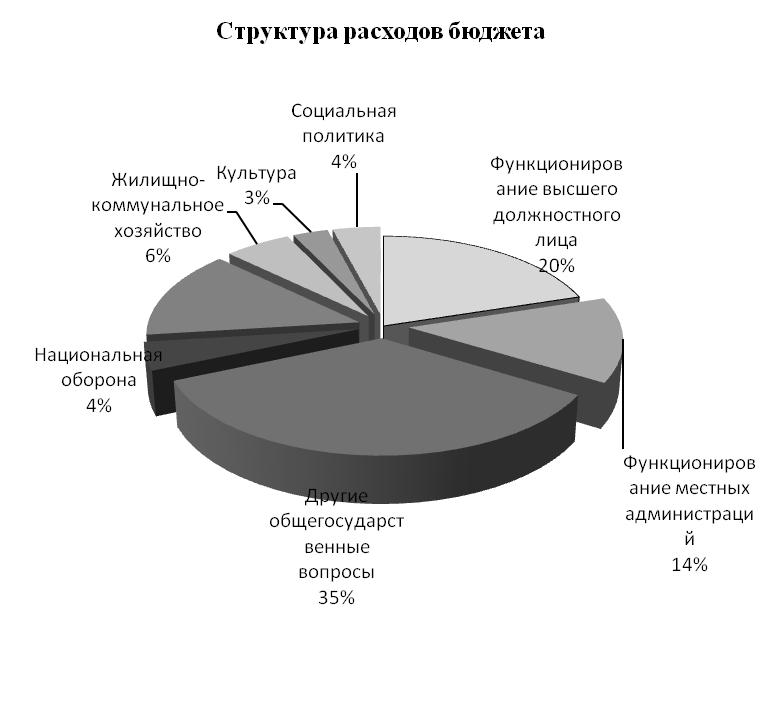 Структура расходов бюджета
Социальная
политика
4%
Культура
3%
Жилищно-
коммунальное
хозяйство
6%
Функциониров
ание высшего
должностного
лица
20%
Национальная
оборона
4%
Функциониров
ание местных
администраци
й
14%
Другие
общегосударст
венные
вопросы
35%